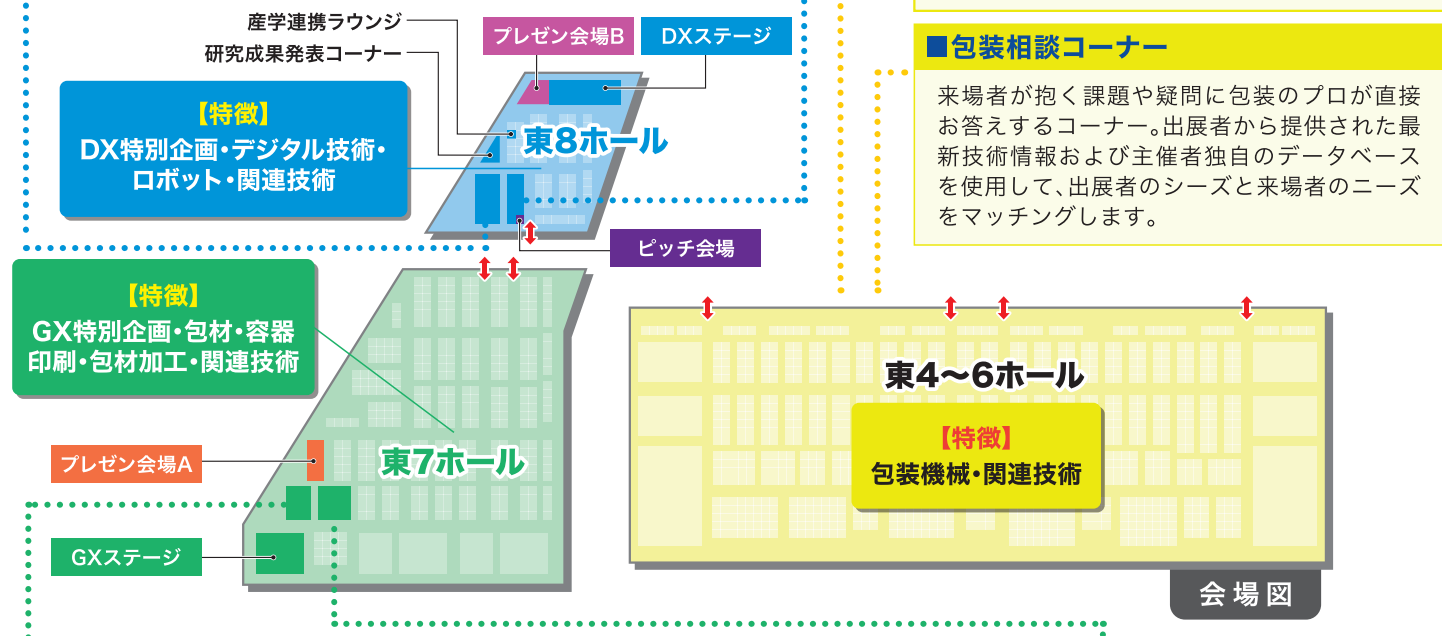 産学連携ラウンジ
研究成果発表コーナー
プレゼン会場B
DXステージ
【特徴】
DX特別企画・デジタル技術・
ロボット・関連技術
東8ホール
ピッチ会場
■包装相談コーナー
来場者が抱く課題や疑問に包装のプロが直接
お答えするコーナー。出展者から提供された最
新技術情報および主催者独自のデータベース
を使用して、出展者のシーズと来場者のニーズ
をマッチングします。
【特徴】
GX特別企画・包材・容器
印刷・包材加工・関連技術
プレゼン会場A
東7ホール
GXステージ
東4〜6ホール
【特徴】
包装機械・関連技術
会場図